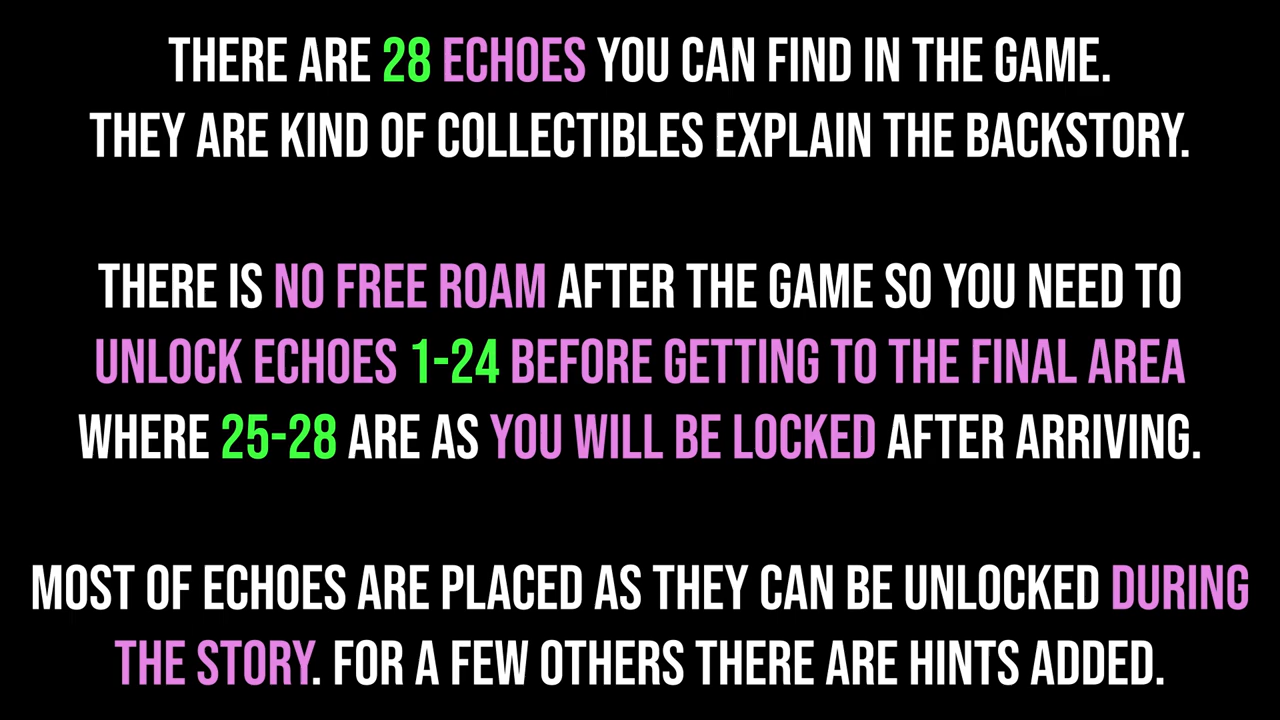 THERE ARE 28 ECHOES YOU CAN FIND IN THE GAME.
THEY ARE KIND OF COLLECTIBLES EXPLAIN THE BACKSTORY.
THERE IS NO FREE ROAM AFTER THE GAME SO YOU NEED TO
UNLOCK ECHOES 1-24 BEFORE GETTING TO THE FINAL AREA
WHERE 25-28 ARE AS YOU WILL BE LOCKED AFTER ARRIVING.
MOST OF ECHOES ARE PLACED AS THEY CAN BE UNLOCKED DURING
THE STORY. FOR A FEW OTHERS THERE ARE HINTS ADDED.